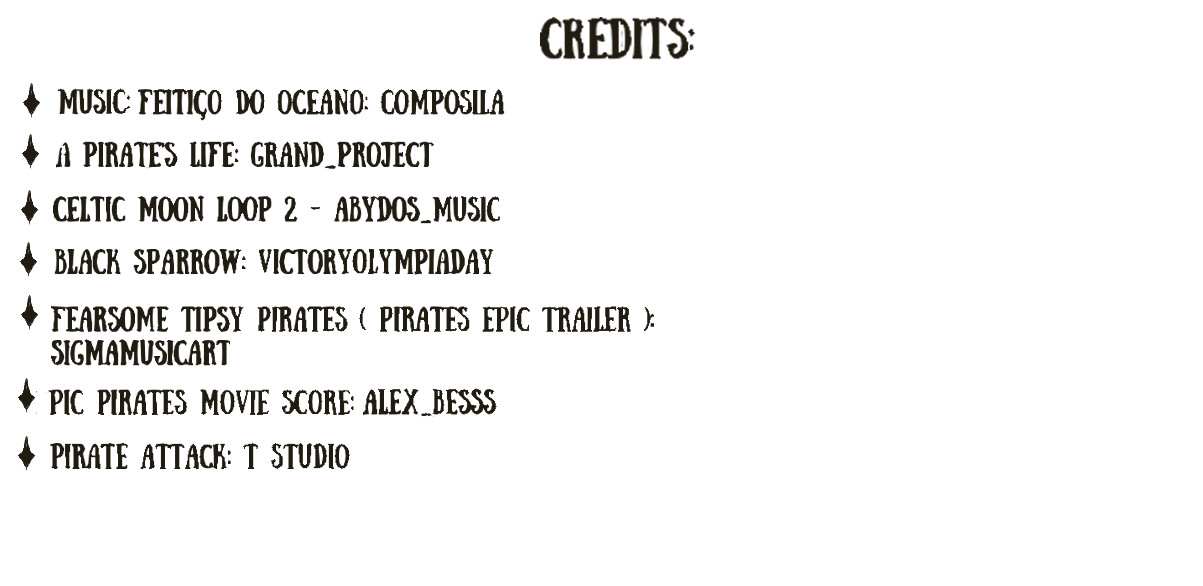 CREDITS:
MUSIC: FEITIÇO DO OCEANO: COMPOSILA
A PIRATE'S LIFE: GRAND_PROJECT
CELTIC MOON LOOP 2 - ABYDOS_MUSIC
BLACK SPARROW: VICTORYOLYMPIADAY
FEARSOME TIPSY PIRATES ( PIRATES EPIC TRAILER ):
SIGMAMUSICART
PIC PIRATES MOVIE SCORE: ALEX_BESSS
PIRATE ATTACK: T STUDIO